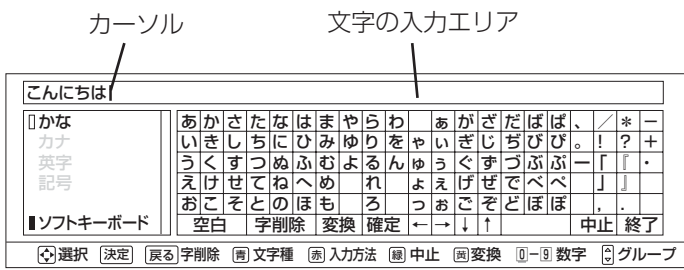 カーソル 文字の入力エリア
こんにちは
かな
カナ
英字
記号
ソフトキーボード
あ か さ た な は ま や ら わ ぁ が ざ だ ば ぱ 、 / * −
い き し ち に ひ み ゆ り を ゃ ぃ ぎ じ ぢ び ぴ 。 ! ? +
う く す つ ぬ ふ む よ る ん ゅ ぅ ぐ ず づ ぶ ぷ ー 「 『 ・
え け せ て ね へ め れ ょ ぇ げ ぜ で べ ぺ 」 』
お こ そ と の ほ も ろ っ ぉ ご ぞ ど ぼ ぽ , .
空白 字削除 変換 確定 ← → ↓ ↑ 中止 終了
選択 決定 戻る 字削除 青 文字種 赤 入力方法 緑 中止 黄 変換 0−9 数字 グループ